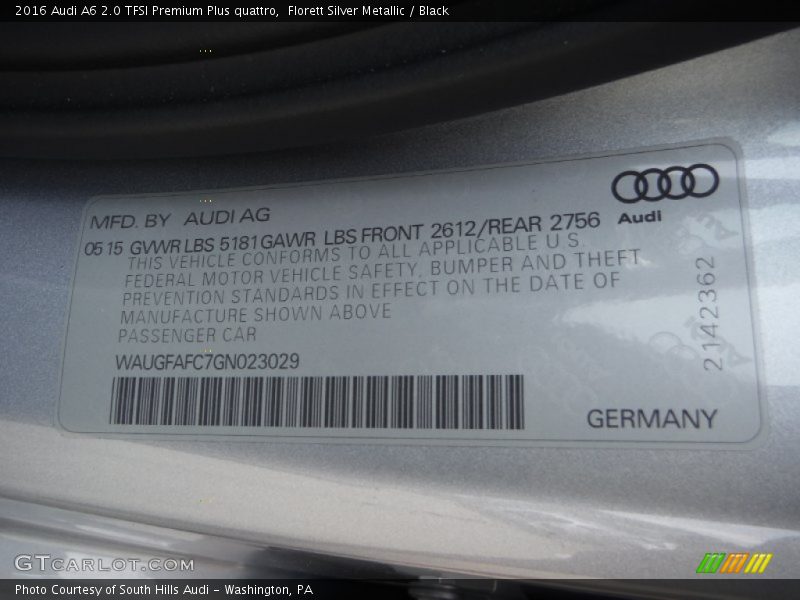 2016 Audi A6 2.0 TFSI Premium Plus quattro,  Florett Silver Metallic / Black
Audi
MFD. BY AUDI AG
05 15 GVWR LBS 5181 GAWR LBS FRONT 2612/REAR 2756
THIS VEHICLE CONFORMS TO ALL APPLICABLE U.S.
FEDERAL MOTOR VEHICLE SAFETY, BUMPER AND THEFT
PREVENTION STANDARDS IN EFFECT ON THE DATE OF
MANUFACTURE SHOWN ABOVE
PASSENGER CAR
WAUGFAFC7GN023029
2142362
GERMANY
GTCARLOT.COM
Photo Courtesy of South Hills Audi - Washington, PA